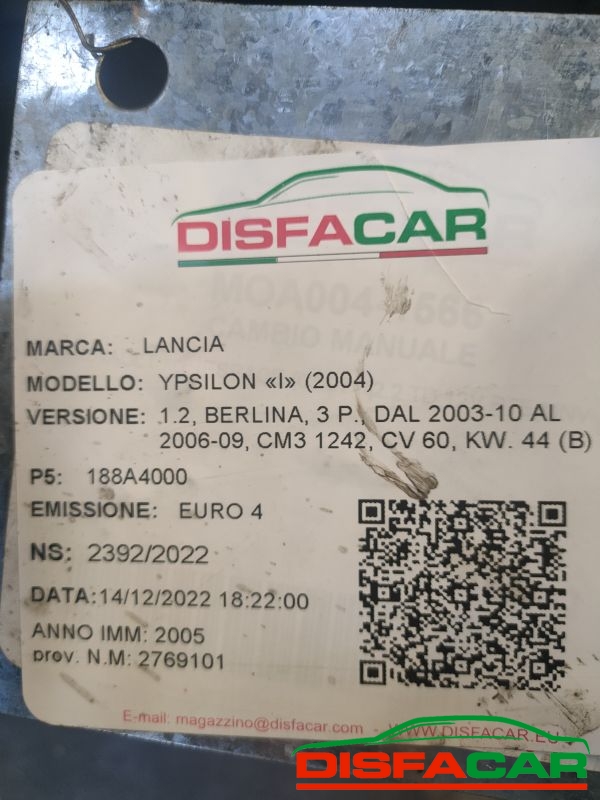 DISFACAR
CAMBIO MANUALE
MARCA: LANCIA
MODELLO: YPSILON «I» (2004)
VERSIONE: 1.2, BERLINA, 3 P., DAL 2003-10 AL
2006-09, CM3 1242, CV 60, KW. 44 (B)
P5: 188A4000
EMISSIONE: EURO 4
NS: 2392/2022
DATA:14/12/2022 18:22:00
ANNO IMM: 2005
prov. N.M: 2769101
E-mail: magazzino@disfacar.com - WWW.DISFACAR.EU
DISFACAR